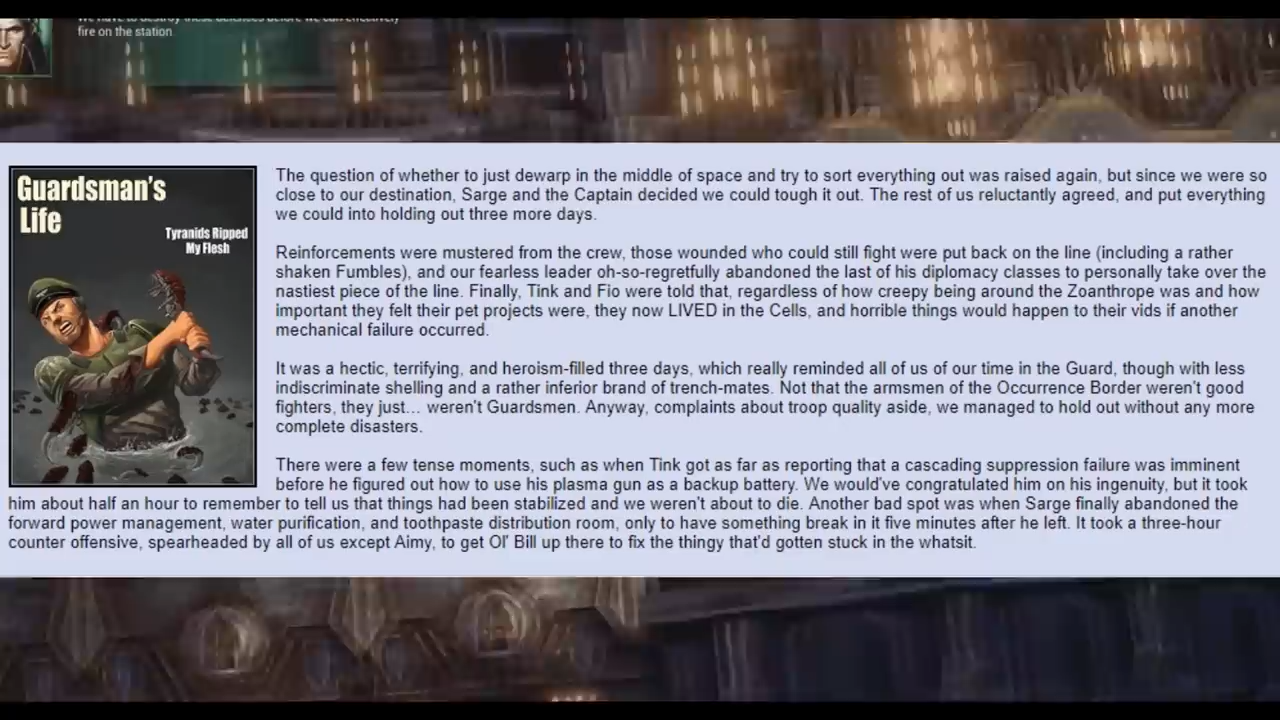 We have to destroy these defenses before we can effectively
fire on the station
Guardsman's
Life
Tyranids Ripped
My Flesh
The question of whether to just dewarp in the middle of space and try to sort everything out was raised again, but since we were so
close to our destination, Sarge and the Captain decided we could tough it out. The rest of us reluctantly agreed, and put everything
we could into holding out three more days.
Reinforcements were mustered from the crew, those wounded who could still fight were put back on the line (including a rather
shaken Fumbles), and our fearless leader oh-so-regretfully abandoned the last of his diplomacy classes to personally take over the
nastiest piece of the line. Finally, Tink and Fio were told that, regardless of how creepy being around the Zoanthrope was and how
important they felt their pet projects were, they now LIVED in the Cells, and horrible things would happen to their vids if another
mechanical failure occurred.
It was a hectic, terrifying, and heroism-filled three days, which really reminded all of us of our time in the Guard, though with less
indiscriminate shelling and a rather inferior brand of trench-mates. Not that the armsmen of the Occurrence Border weren't good
fighters, they just... weren't Guardsmen. Anyway, complaints about troop quality aside, we managed to hold out without any more
complete disasters.
There were a few tense moments, such as when Tink got as far as reporting that a cascading suppression failure was imminent
before he figured out how to use his plasma gun as a backup battery. We would've congratulated him on his ingenuity, but it took
him about half an hour to remember to tell us that things had been stabilized and we weren't about to die. Another bad spot was when Sarge finally abandoned the
forward power management, water purification, and toothpaste distribution room, only to have something break in it five minutes after he left. It took a three-hour
counter offensive, spearheaded by all of us except Aimy, to get Ol' Bill up there to fix the thingy that'd gotten stuck in the whatsit.